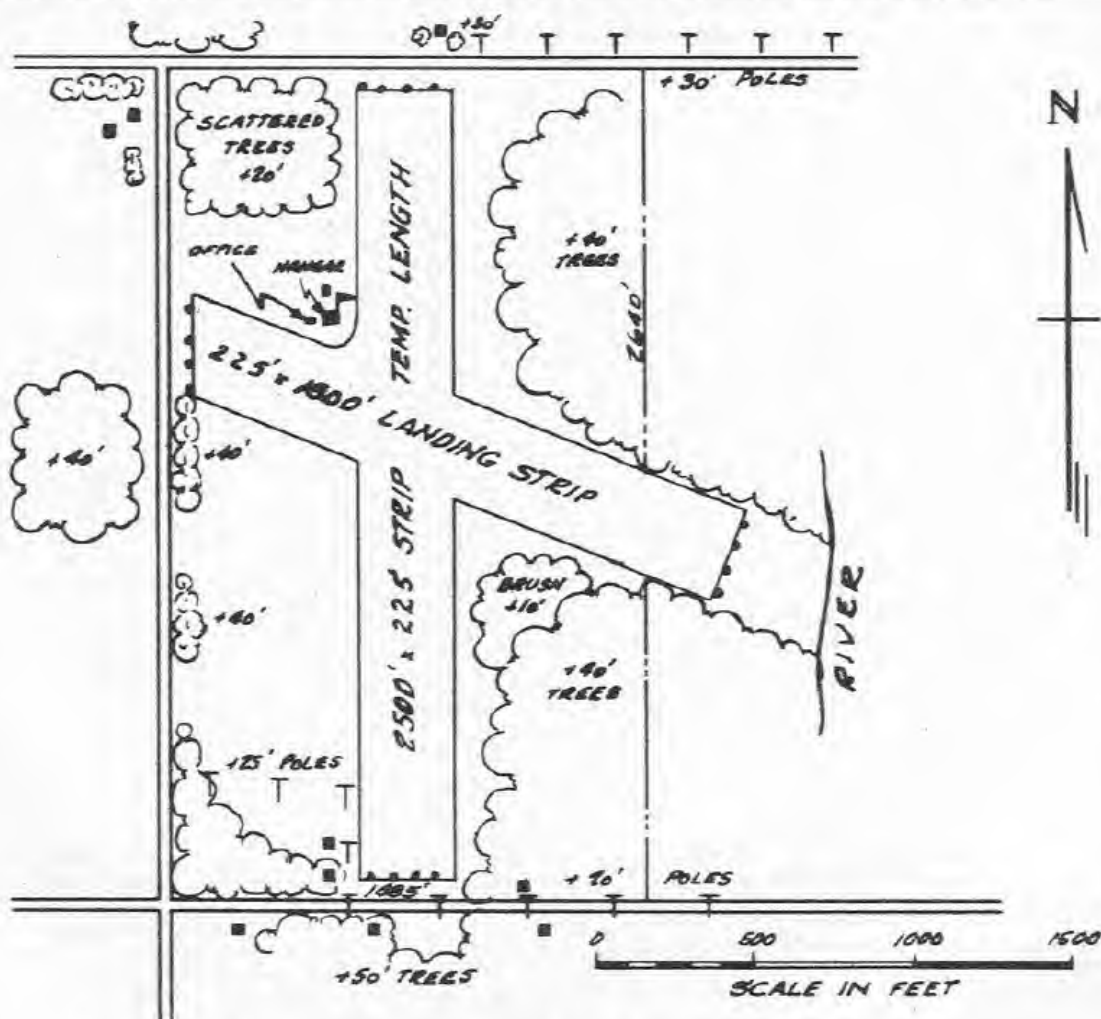 +30'
+30' POLES
N
SCATTERED
TREES
+20'
OFFICE
HANGAR
TEMP. LENGTH
+40'
TREES
2640'
225' x 1800' LANDING STRIP
+40'
+40'
2500' x 225 STRIP
BRUSH
+10'
+40'
+40'
TREES
RIVER
+25' POLES
1085'
POLES
+50' TREES
0 500 1000 1500
SCALE IN FEET